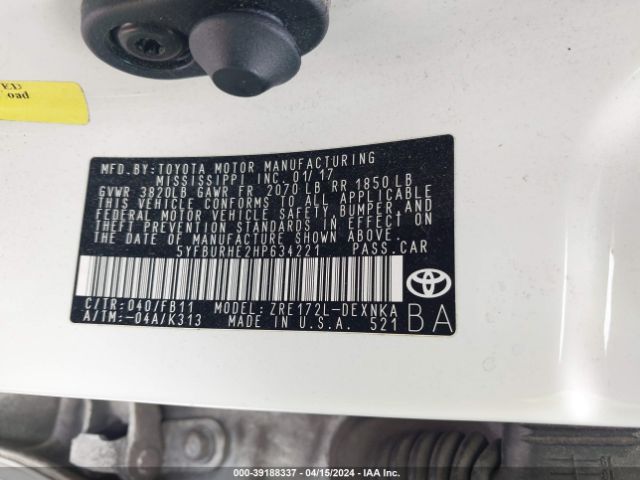 oad
MFD. BY:TOYOTA MOTOR MANUFACTURING
MISSISSIPPI INC. 01/17
GVWR 3820LB GAWR FR 2070 LB RR 1850 LB
THIS VEHICLE CONFORMS TO ALL APPLICABLE
FEDERAL MOTOR VEHICLE SAFETY, BUMPER, AND
THEFT PREVENTION STANDARDS IN EFFECT ON
THE DATE OF MANUFACTURE SHOWN ABOVE.
5YFBURHE2HP634221 PASS.CAR
C/TR:040/FB11 MODEL: ZRE172L-DEXNKA
A/TM:-04A/K313 MADE IN U.S.A. 521 BA
000-39188337 - 04/15/2024 - IAA Inc.